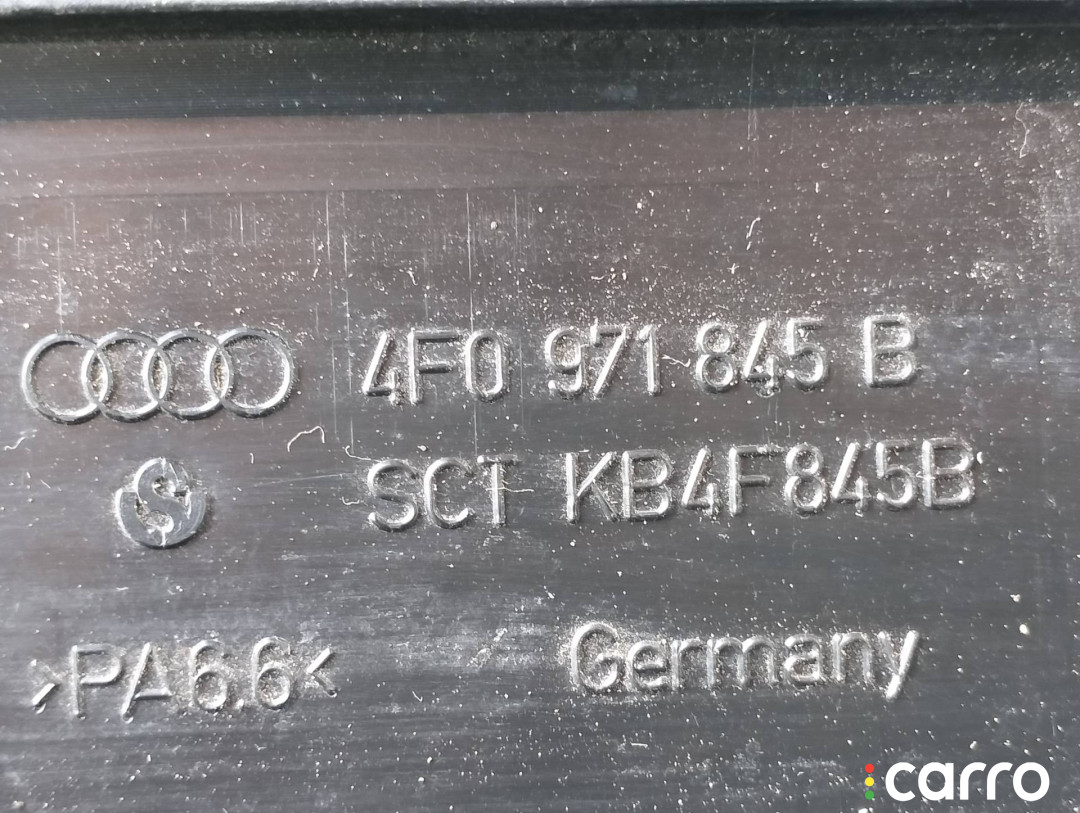 4F0 971 845 B
S SCT KB4F845B
>PA6.6< Germany
carro